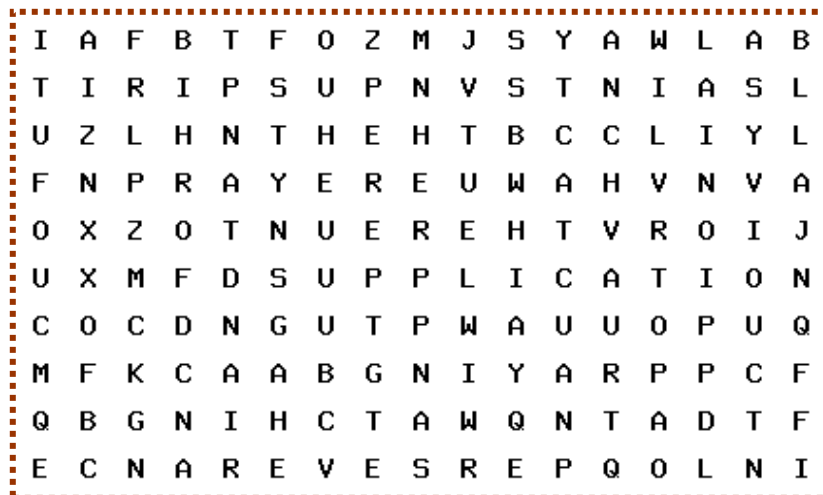 I A F B T F O Z M J S Y A W L A B
T I R I P S U P N V S T N I A S L
U Z L H N T H E H T B C C L I Y L
F N P R A Y E R E U W A H V N V A
O X Z O T N U E R E H T V R O I J
U X M F D S U P P L I C A T I O N
C O C D N G U T P W A U U O P U Q
M F K C A A B G N I Y A R P P C F
Q B G N I H C T A W Q N T A D T F
E C N A R E V E S R E P Q O L N I